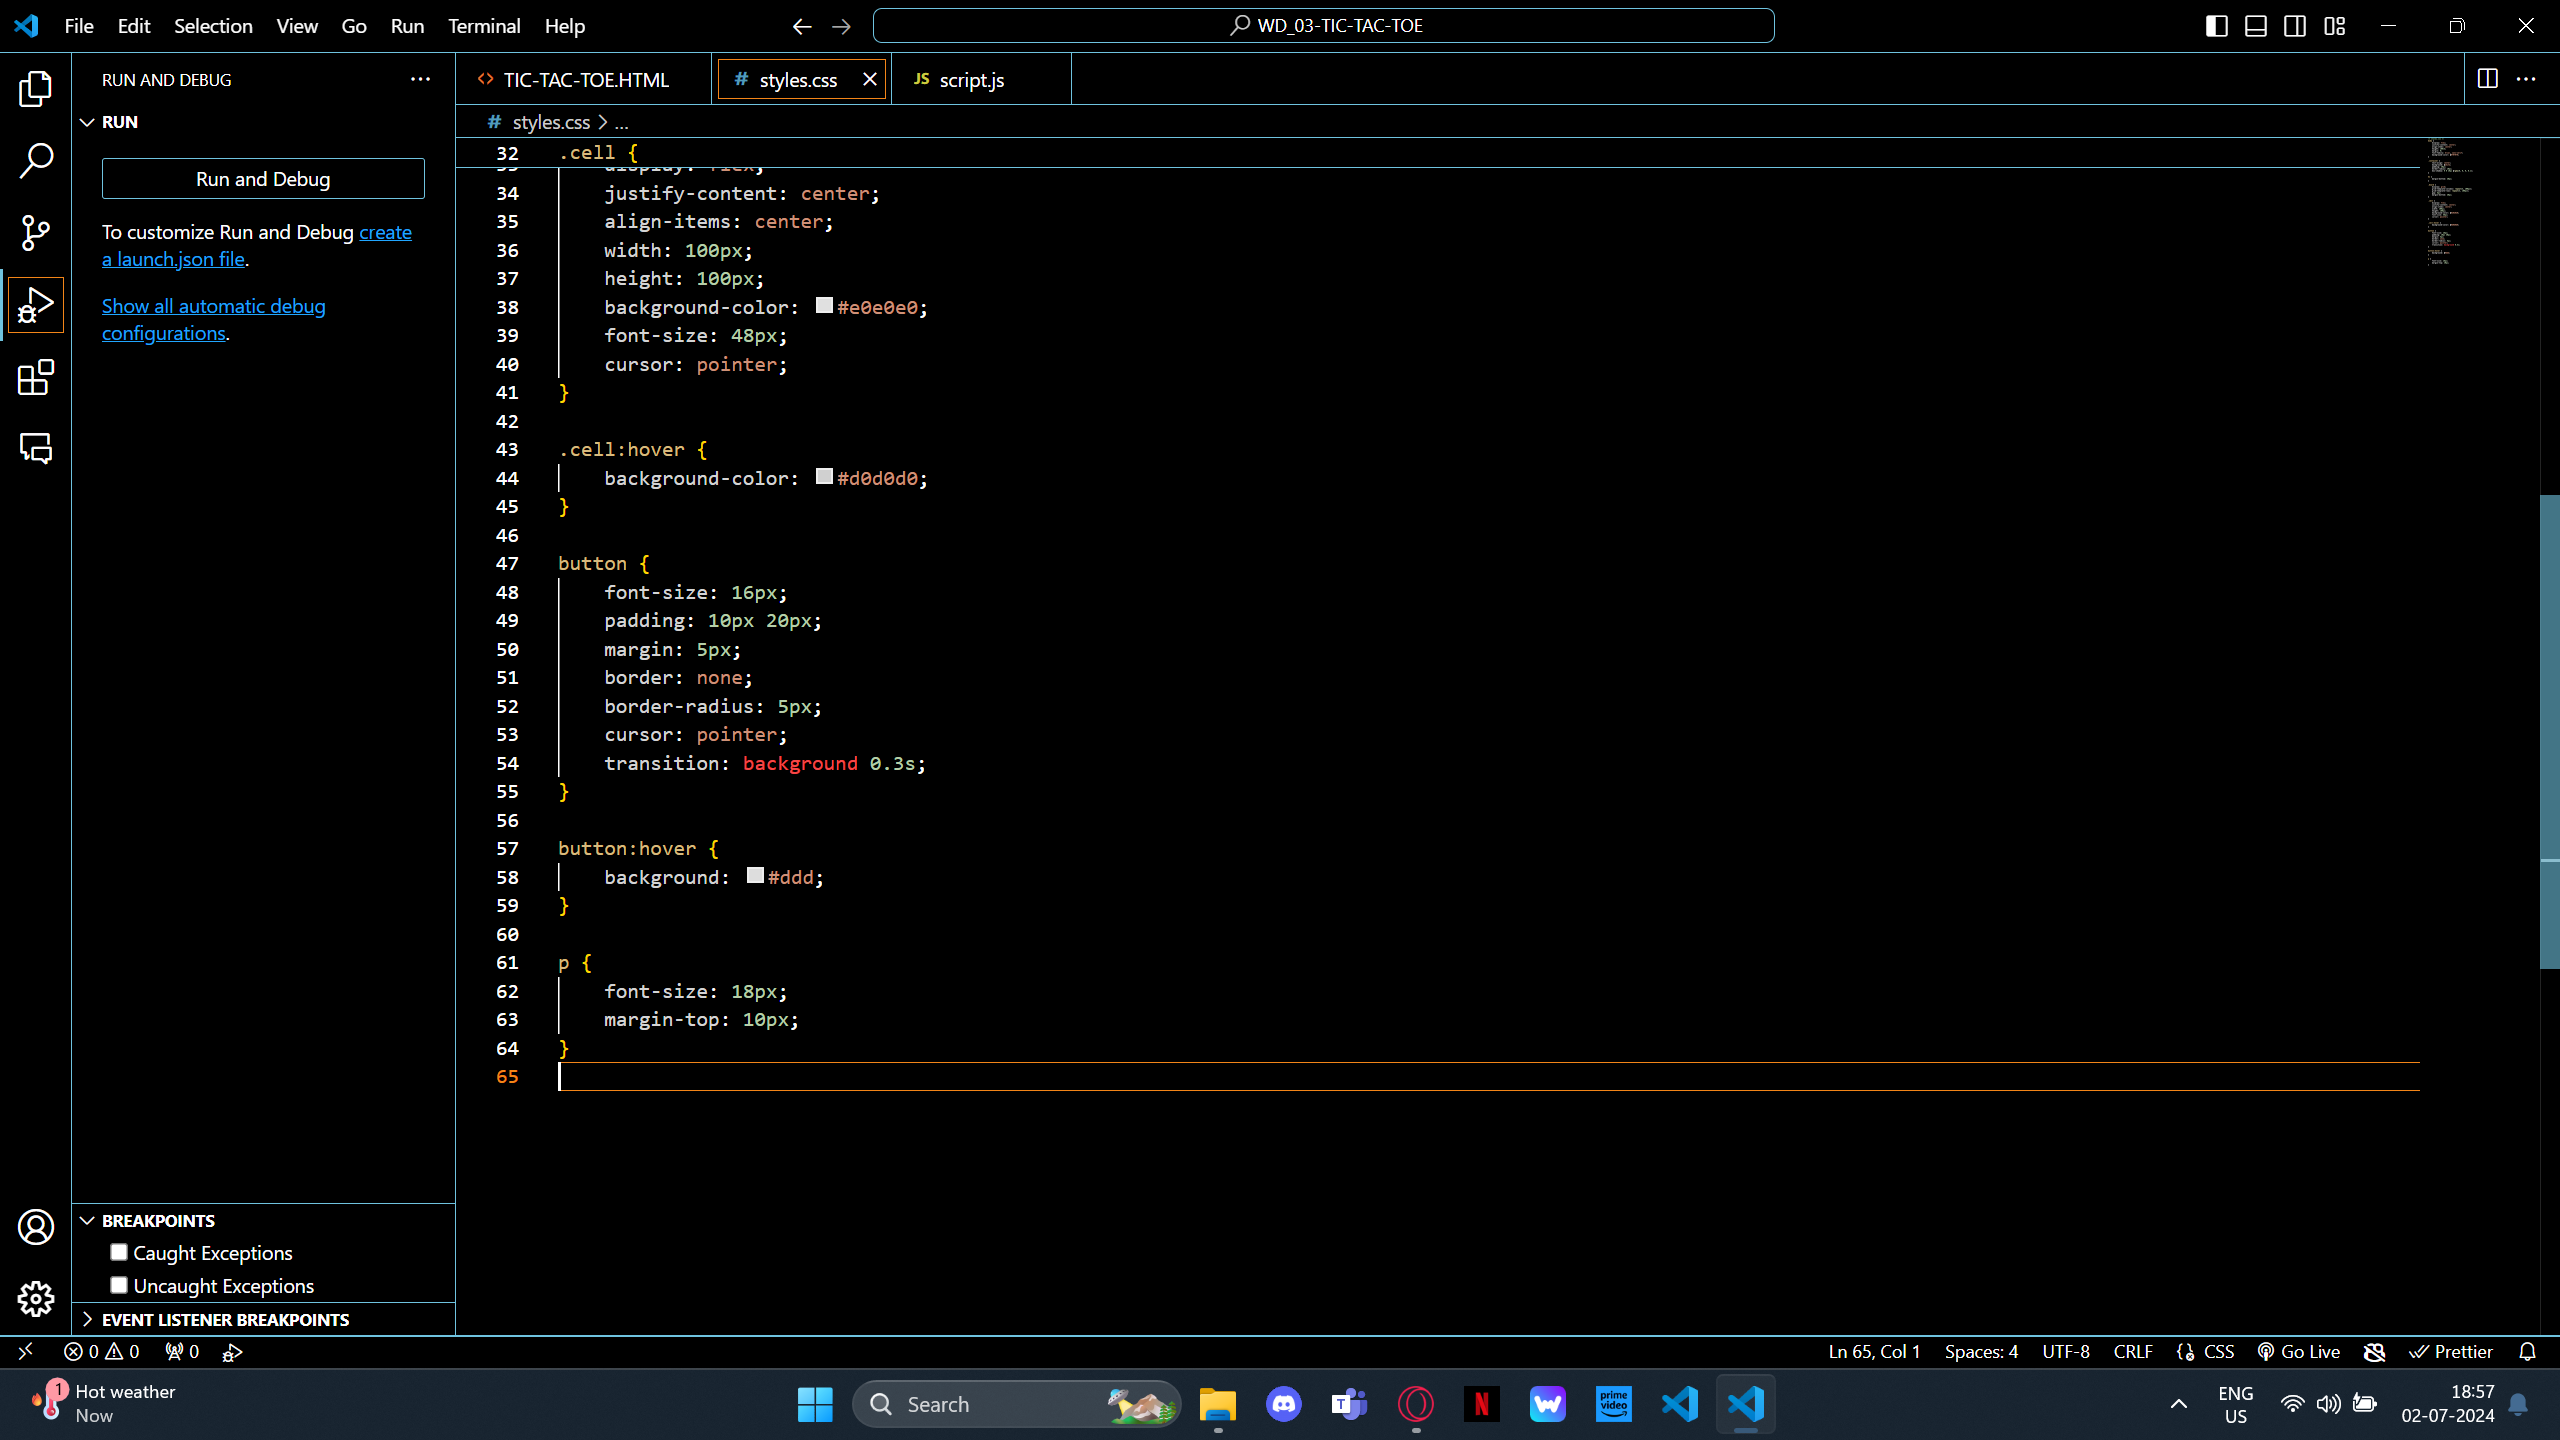 File Edit Selection View Go Run Terminal Help
WD_03-TIC-TAC-TOE
RUN AND DEBUG
RUN
Run and Debug
To customize Run and Debug create
a launch.json file.
Show all automatic debug
configurations.
BREAKPOINTS
Caught Exceptions
Uncaught Exceptions
EVENT LISTENER BREAKPOINTS
<> TIC-TAC-TOE.HTML
# styles.css
JS script.js
# styles.css > ...
32 .cell {
33 display: flex;
34 justify-content: center;
35 align-items: center;
36 width: 100px;
37 height: 100px;
38 background-color: #e0e0e0;
39 font-size: 48px;
40 cursor: pointer;
41 }
42
43 .cell:hover {
44 background-color: #d0d0d0;
45 }
46
47 button {
48 font-size: 16px;
49 padding: 10px 20px;
50 margin: 5px;
51 border: none;
52 border-radius: 5px;
53 cursor: pointer;
54 transition: background 0.3s;
55 }
56
57 button:hover {
58 background: #ddd;
59 }
60
61 p {
62 font-size: 18px;
63 margin-top: 10px;
64 }
65
0 0 0
Ln 65, Col 1 Spaces: 4 UTF-8 CRLF CSS Go Live Prettier
1
Hot weather
Now
Search
prime
video
ENG
US
18:57
02-07-2024